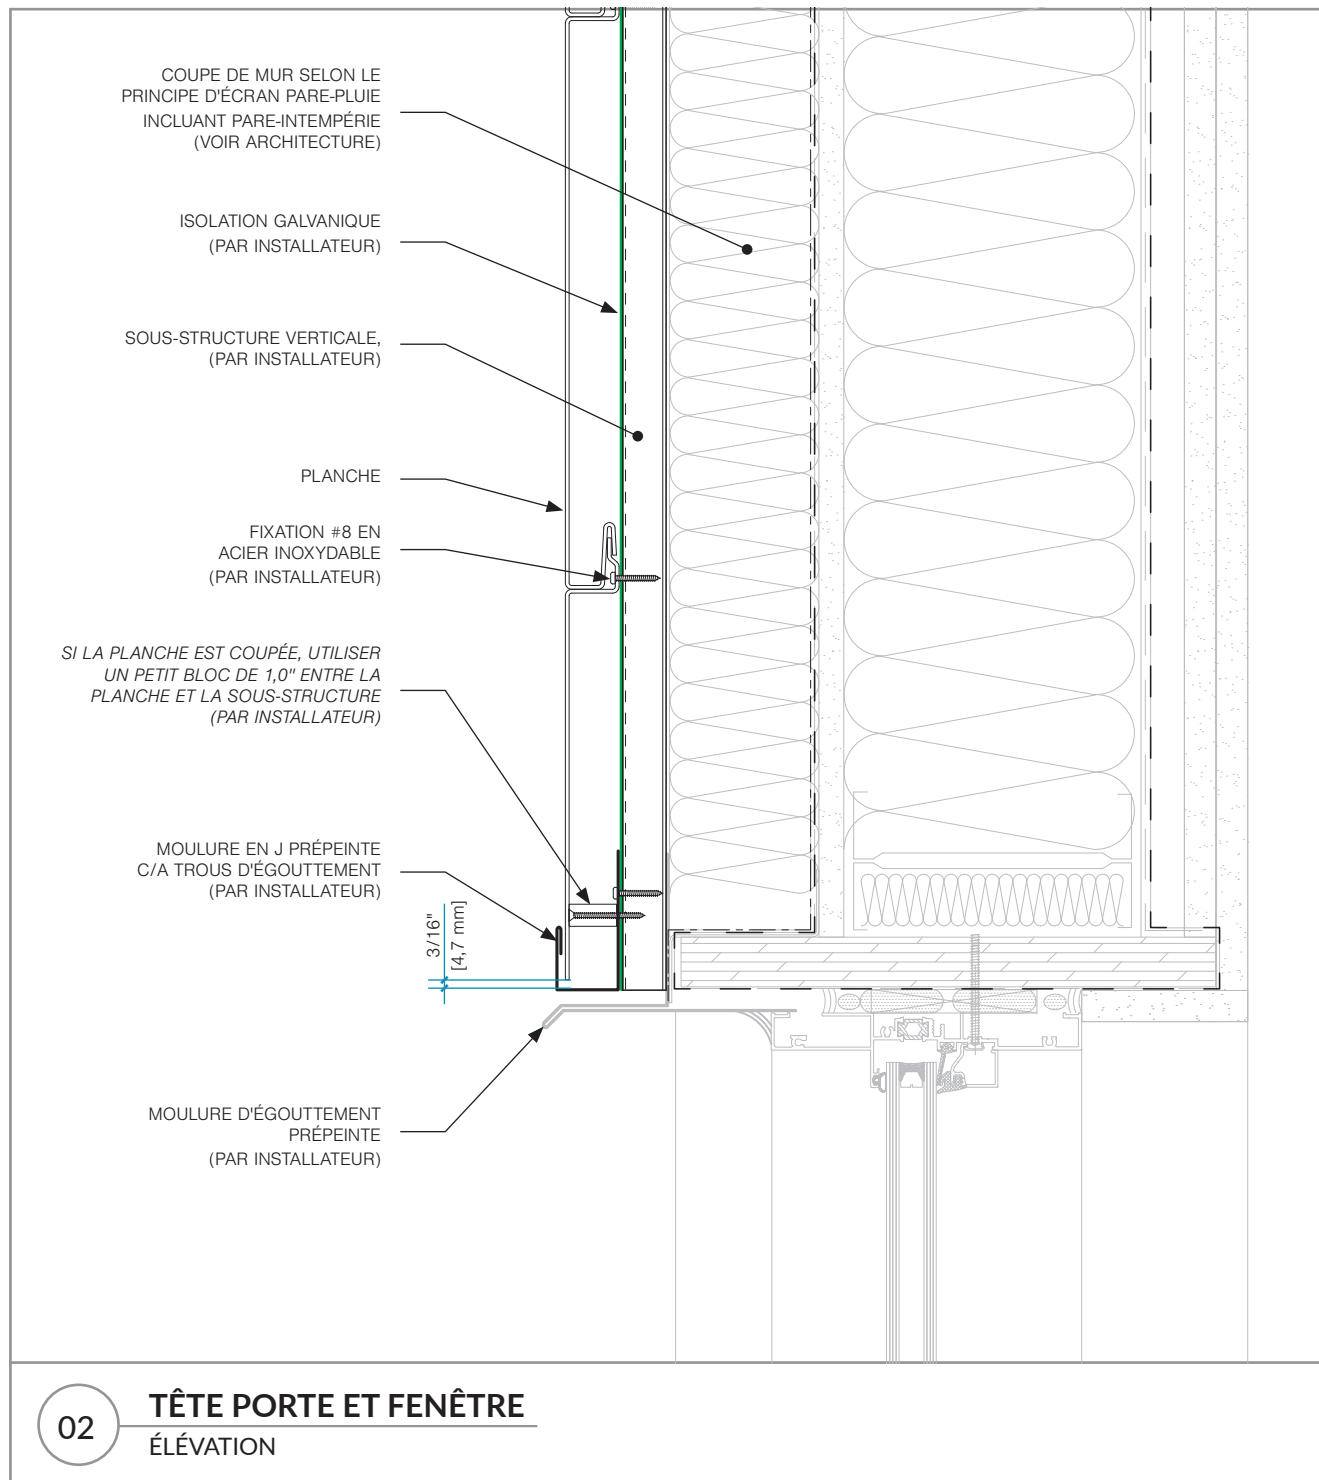 COUPE DE MUR SELON LE
PRINCIPE D'ÉCRAN PARE-PLUIE
INCLUANT PARE-INTEMPÉRIE
(VOIR ARCHITECTURE)
ISOLATION GALVANIQUE
(PAR INSTALLATEUR)
SOUS-STRUCTURE VERTICALE,
(PAR INSTALLATEUR)
PLANCHE
FIXATION #8 EN
ACIER INOXYDABLE
(PAR INSTALLATEUR)
SI LA PLANCHE EST COUPÉE, UTILISER
UN PETIT BLOC DE 1,0" ENTRE LA
PLANCHE ET LA SOUS-STRUCTURE
(PAR INSTALLATEUR)
MOULURE EN J PRÉPEINTE
C/A TROUS D'ÉGOUTTEMENT
(PAR INSTALLATEUR)
3/16"
[4,7 mm]
MOULURE D'ÉGOUTTEMENT
PRÉPEINTE
(PAR INSTALLATEUR)
02
TÊTE PORTE ET FENÊTRE
ÉLÉVATION